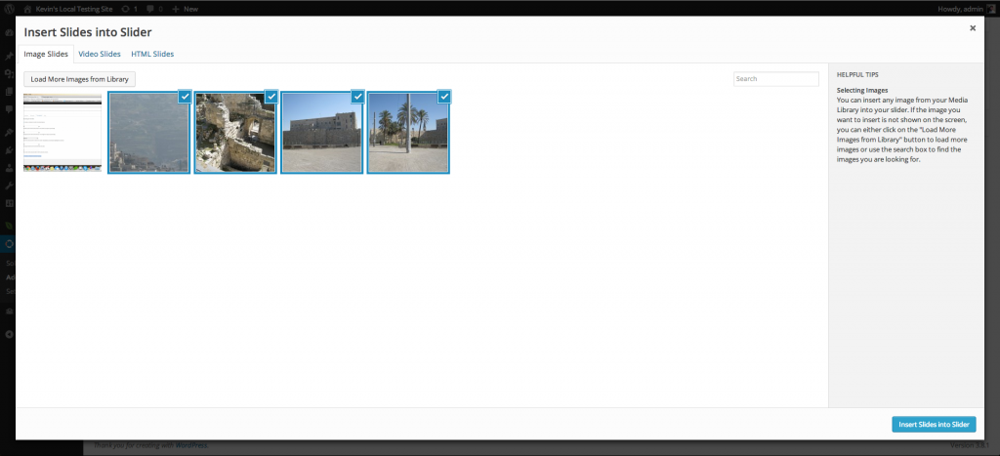 Kevin's Local Testing Site 1 0 + New Howdy, admin
Insert Slides into Slider
Image Slides Video Slides HTML Slides
Load More Images from Library
Search
HELPFUL TIPS
Selecting Images
You can insert any image from your Media
Library into your slider. If the image you
want to insert is not shown on the screen,
you can either click on the "Load More
Images from Library" button to load more
images or use the search box to find the
images you are looking for.
Insert Slides into Slider
Thank you for creating with WordPress. Version 3.8.1